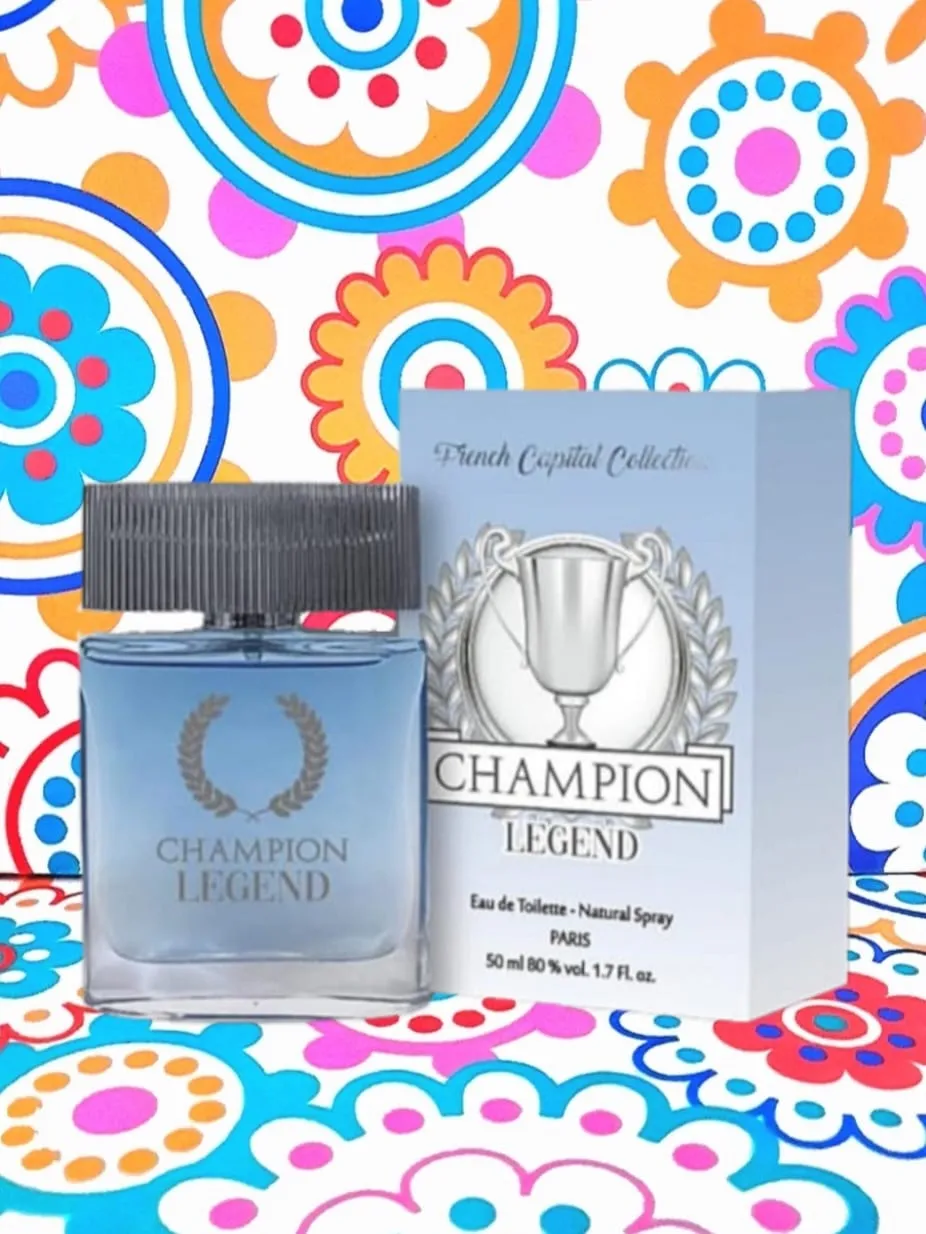 French Capital Collection
CHAMPION
LEGEND
Eau de Toilette - Natural Spray
PARIS
50 ml 80 % vol. 1.7 Fl. oz.
CHAMPION
LEGEND